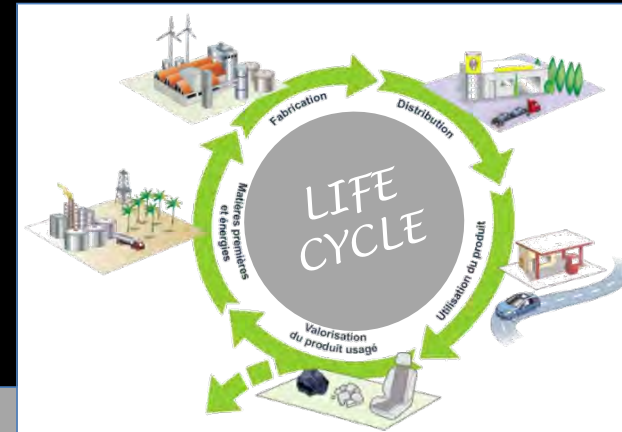 LIFE
CYCLE
Fabrication
Distribution
Utilisation du produit
Valorisation
du produit usagé
Matières premières
et énergies